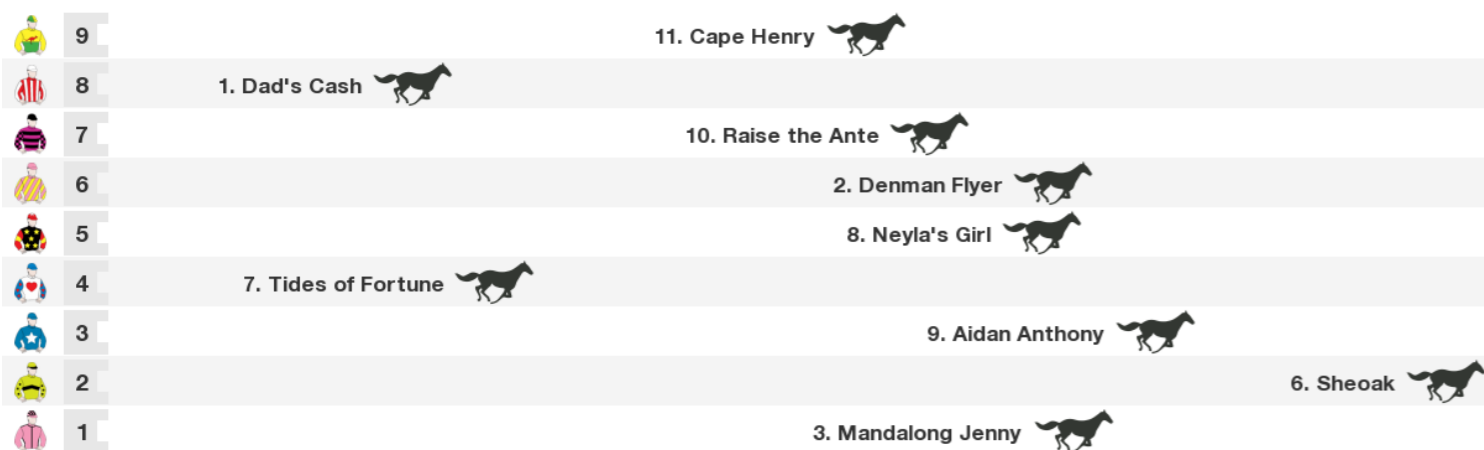 9 11. Cape Henry
8 1. Dad's Cash
7 10. Raise the Ante
6 2. Denman Flyer
5 8. Neyla's Girl
4 7. Tides of Fortune
3 9. Aidan Anthony
2 6. Sheoak
1 3. Mandalong Jenny